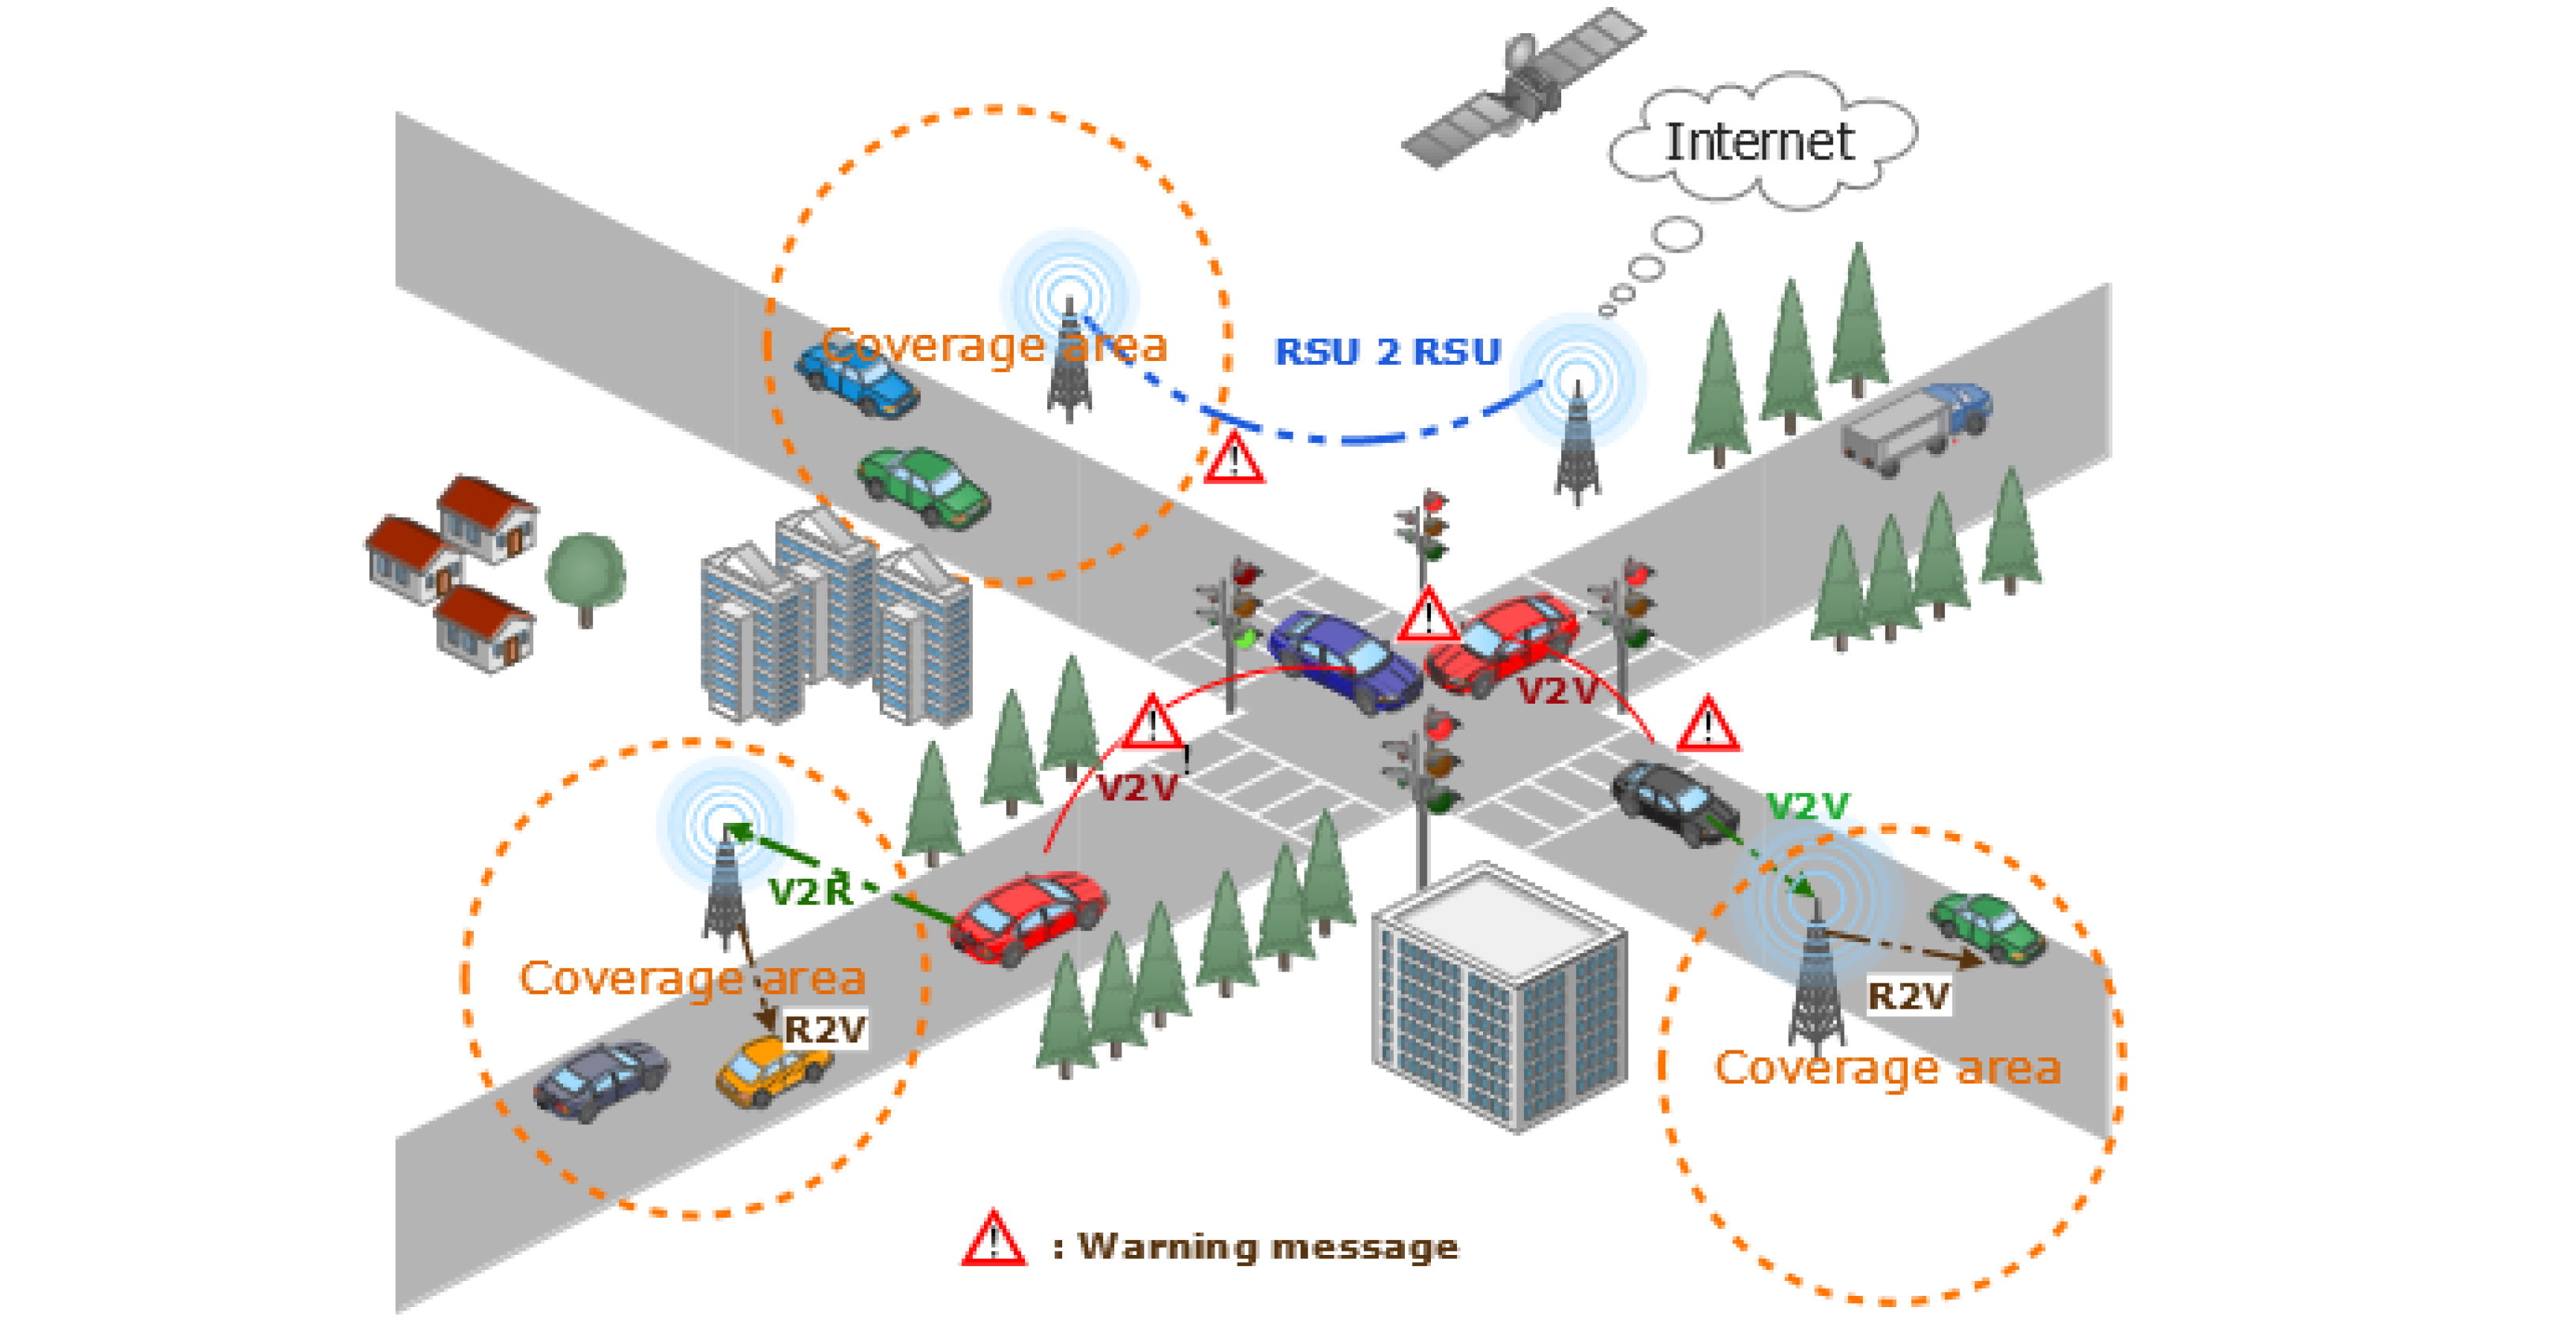 Internet
Coverage area
RSU 2 RSU
V2V
V2V
V2V
V2R
Coverage area
R2V
R2V
Coverage area
: Warning message